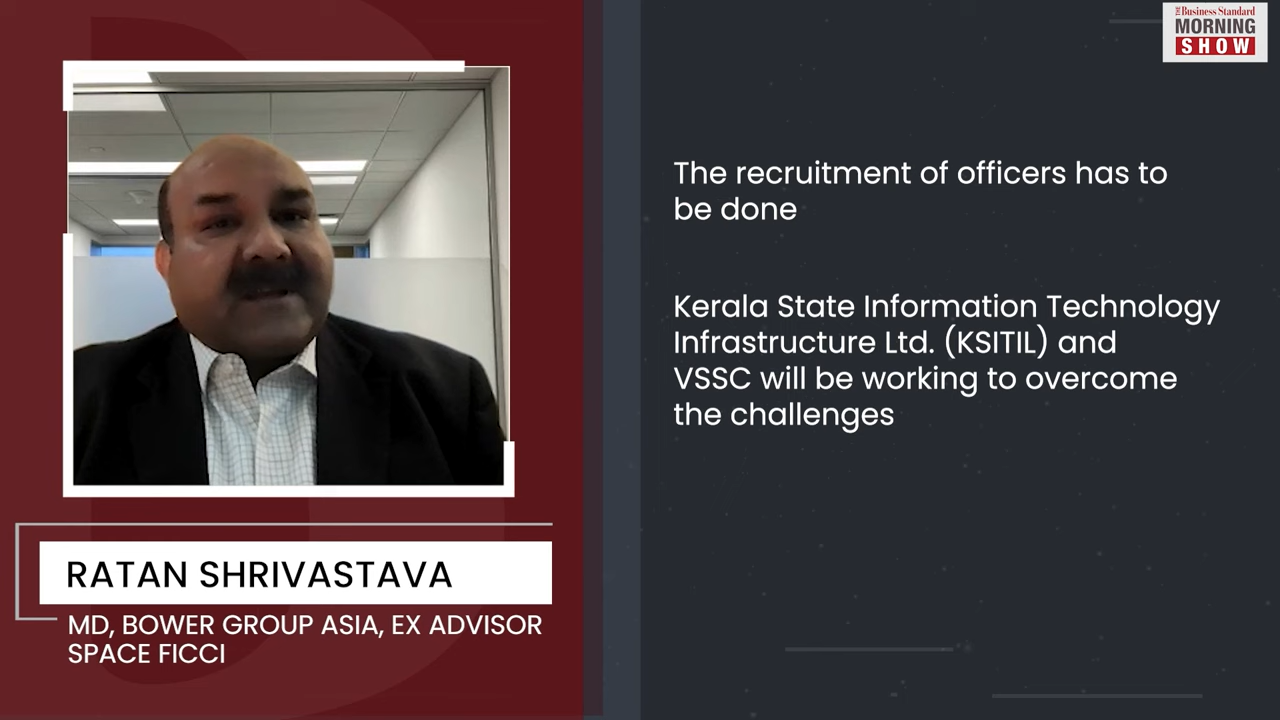 THE Business Standard
MORNING
SHOW
The recruitment of officers has to
be done
Kerala State Information Technology
Infrastructure Ltd. (KSITIL) and
VSSC will be working to overcome
the challenges
RATAN SHRIVASTAVA
MD, BOWER GROUP ASIA, EX ADVISOR
SPACE FICCI